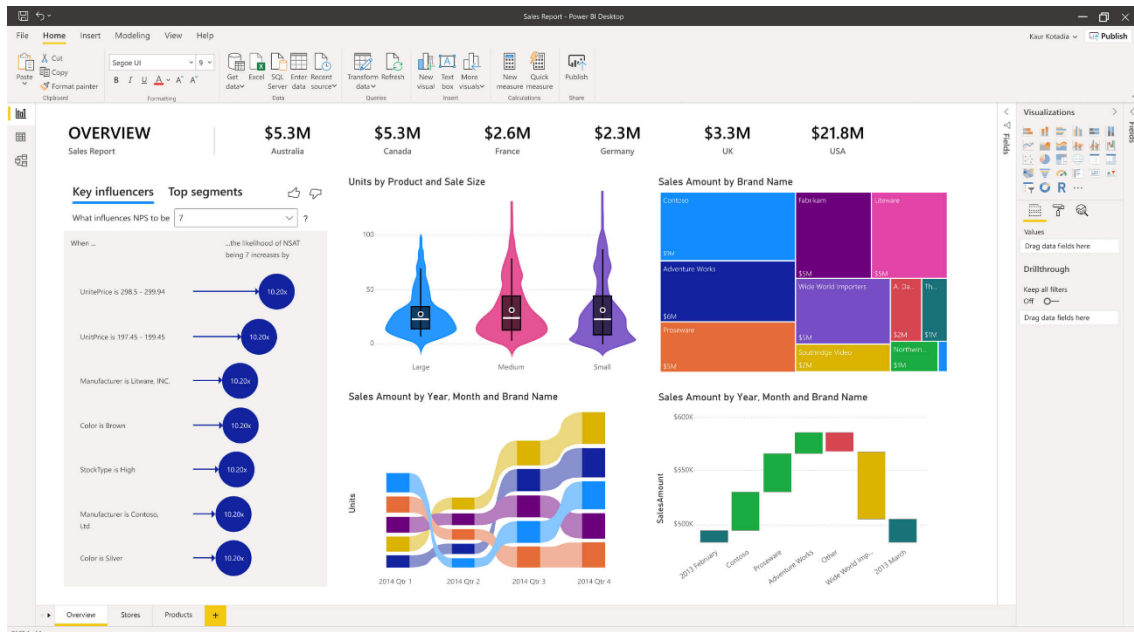 Sales Report - Power BI Desktop
File Home Insert Modeling View Help
Kaur Kotadia
Publish
Paste
Cut
Copy
Format painter
Clipboard
Segoe UI 9
B I U A A A
Formatting
Get data
Excel
SQL Server
Enter data
Recent source
Data
Transform data
Refresh
Queries
New visual
Text box
More visuals
Insert
New measure
Quick measure
Calculations
Publish
Share
OVERVIEW
Sales Report
$5.3M
Australia
$5.3M
Canada
$2.6M
France
$2.3M
Germany
$3.3M
UK
$21.8M
USA
Key influencers Top segments
What influences NPS to be 7 ?
When ...
...the likelihood of NSAT
being 7 increases by
UnitePrice is 298.5 - 299.94 10.20x
UnitPrice is 197.45 - 199.45 10.20x
Manufacturer is Litware, INC. 10.20x
Color is Brown 10.20x
StockType is High 10.20x
Manufacturer is Contoso,
Ltd 10.20x
Color is Silver 10.20x
Units by Product and Sale Size
100
50
0
Large Medium Small
Sales Amount by Brand Name
Contoso
$9M
Adventure Works
$6M
Proseware
$5M
Fabrikam
$5M
Liteware
$5M
Wide World Importers
$5M
Southridge Video
$2M
A. Da...
$2M
Th...
$1M
Northwin...
$1M
Sales Amount by Year, Month and Brand Name
Units
2014 Qtr 1 2014 Qtr 2 2014 Qtr 3 2014 Qtr 4
Sales Amount by Year, Month and Brand Name
SalesAmount
$600K
$550K
$500K
2013 February
Contoso
Proseware
Adventure Works
Other
Wide World Imp...
2013 March
Fields
Visualizations
Fields
R ...
Values
Drag data fields here
Drillthrough
Keep all filters
Off
Drag data fields here
Overview Stores Products +